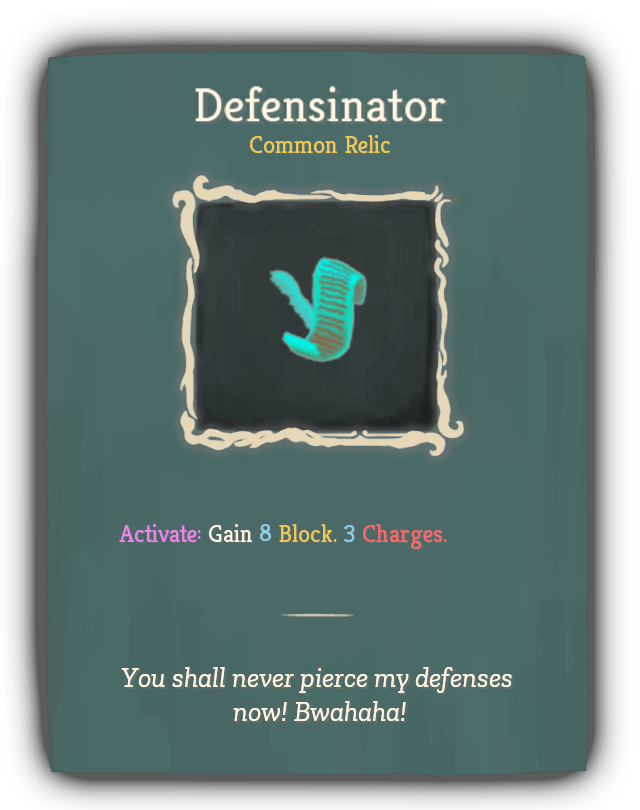 Defensinator
Common Relic
Activate: Gain 8 Block. 3 Charges.
You shall never pierce my defenses
now! Bwahaha!